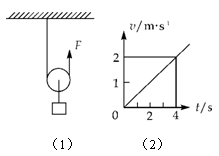 F
v/m·s⁻¹
2
1
0 2 4 t/s
(1) (2)